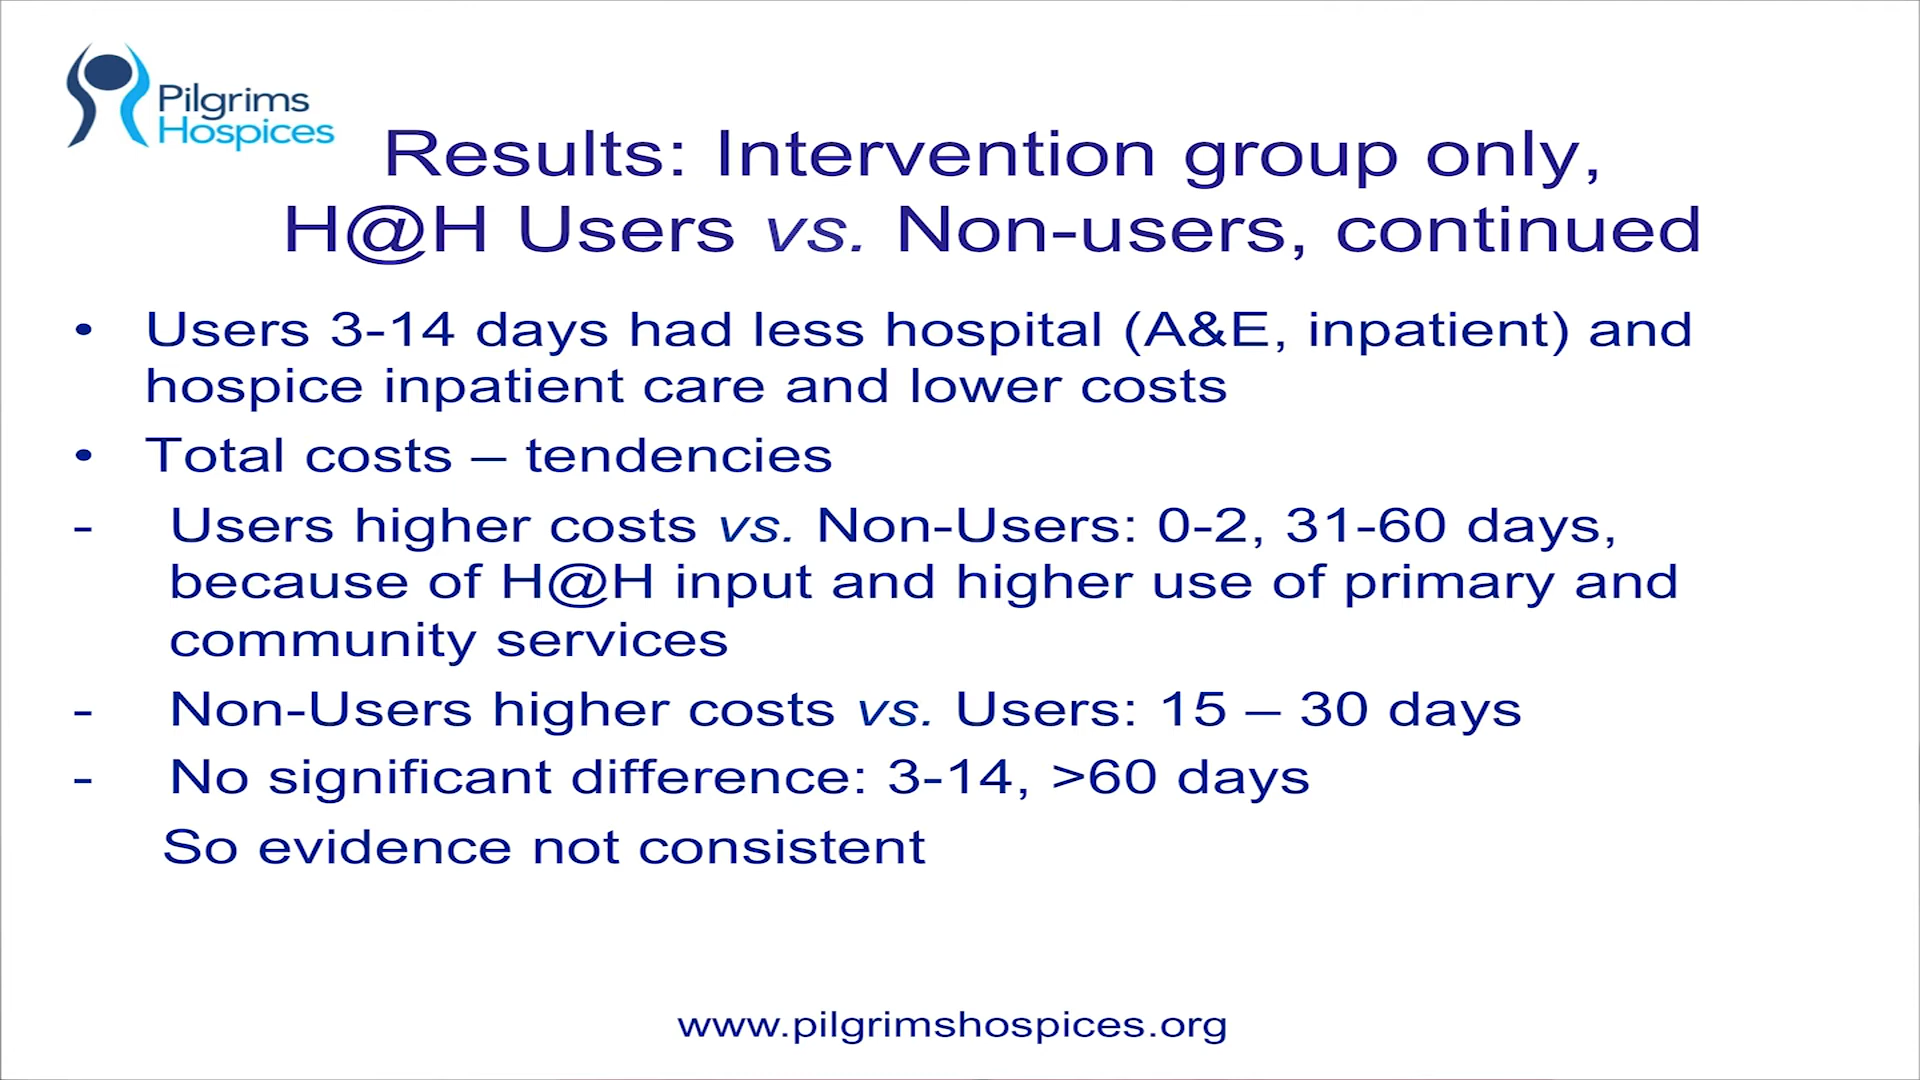 Pilgrims
Hospices
Results: Intervention group only,
H@H Users vs. Non-users, continued
• Users 3-14 days had less hospital (A&E, inpatient) and
hospice inpatient care and lower costs
• Total costs – tendencies
- Users higher costs vs. Non-Users: 0-2, 31-60 days,
because of H@H input and higher use of primary and
community services
- Non-Users higher costs vs. Users: 15 – 30 days
- No significant difference: 3-14, >60 days
So evidence not consistent
www.pilgrimshospices.org